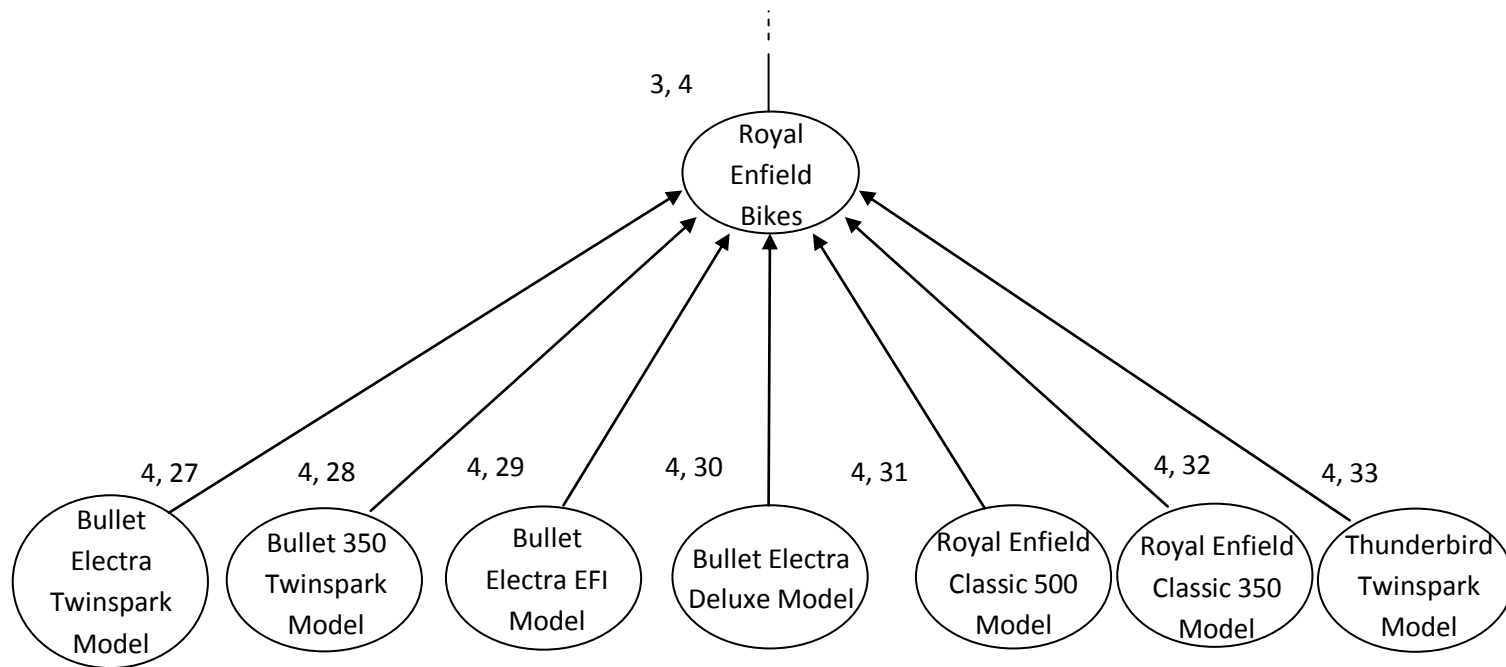 3, 4
Royal
Enfield
Bikes
4, 27
4, 28
4, 29
4, 30
4, 31
4, 32
4, 33
Bullet
Electra
Twinspark
Model
Bullet 350
Twinspark
Model
Bullet
Electra EFI
Model
Bullet Electra
Deluxe Model
Royal Enfield
Classic 500
Model
Royal Enfield
Classic 350
Model
Thunderbird
Twinspark
Model